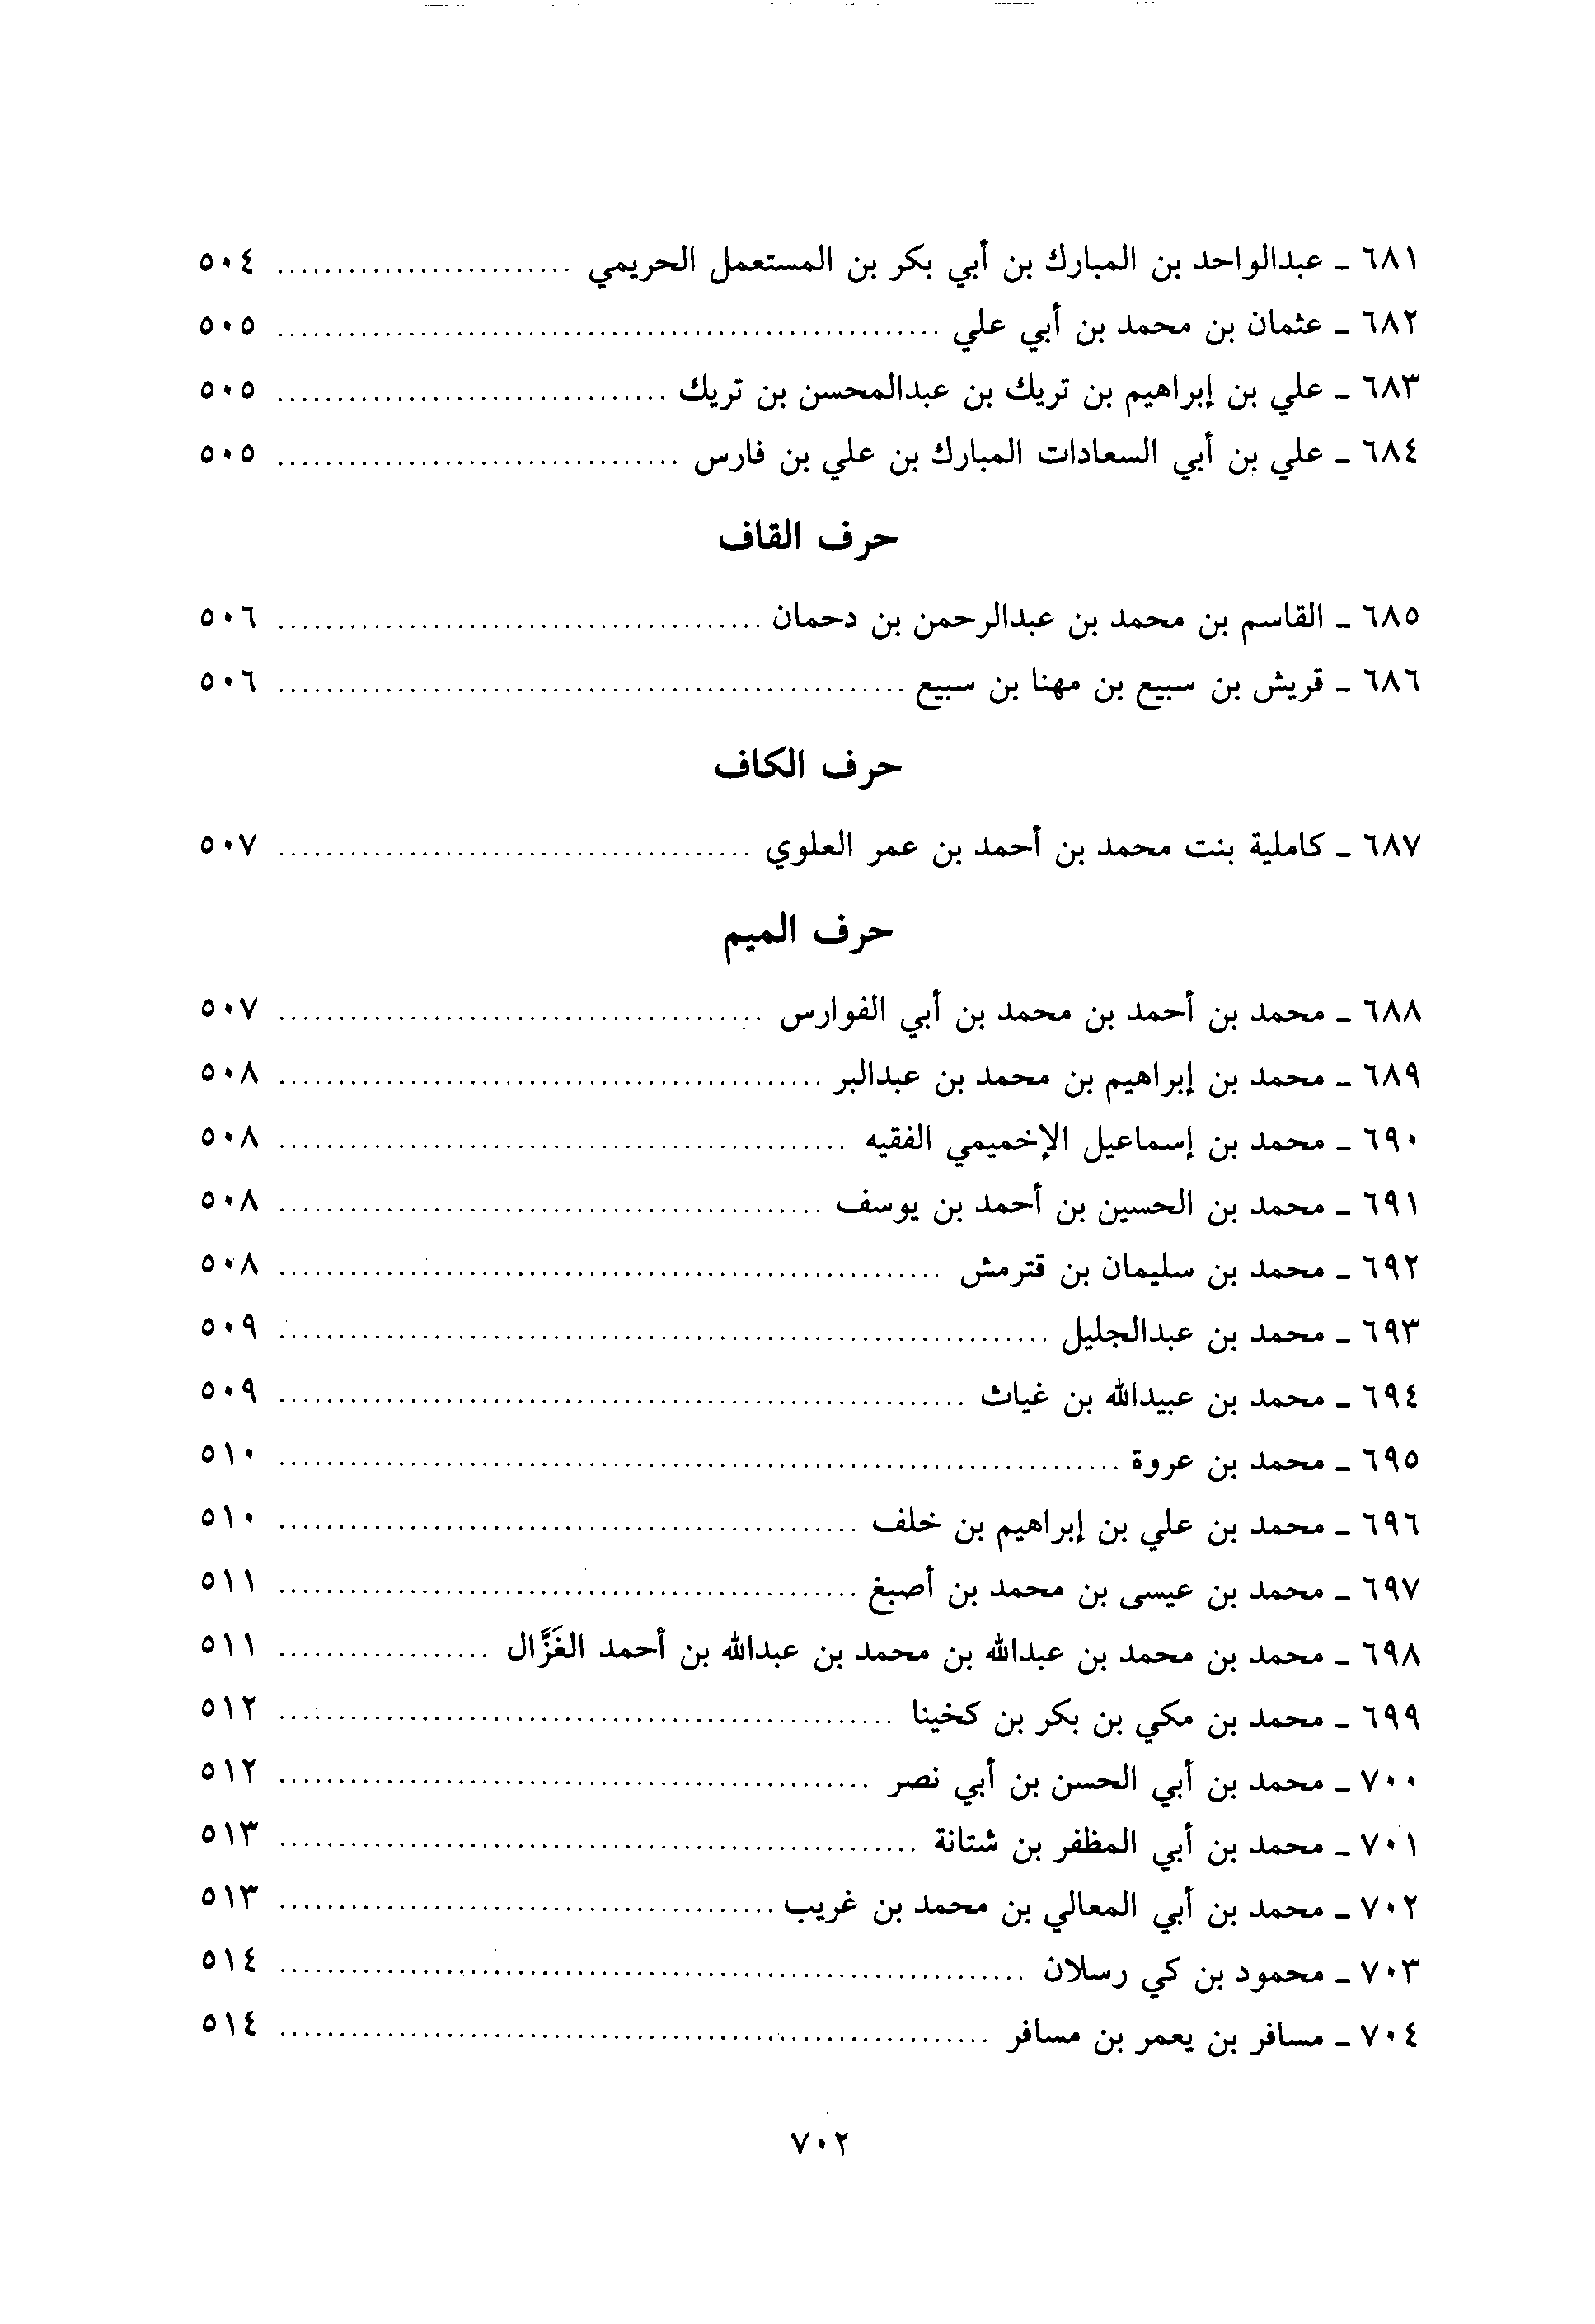 ٦٨١ ـ عبدالواحد بن المبارك بن أبي بكر بن المستعمل الحريمي ........................ ٥٠٤
٦٨٢ ـ عثمان بن محمد بن أبي علي ........................ ٥٠٥
٦٨٣ ـ علي بن إبراهيم بن تريك بن عبدالمحسن بن تريك ........................ ٥٠٥
٦٨٤ ـ علي بن أبي السعادات المبارك بن علي بن فارس ........................ ٥٠٥
حرف القاف
٦٨٥ ـ القاسم بن محمد بن عبدالرحمن بن دحمان ........................ ٥٠٦
٦٨٦ ـ قريش بن سبيع بن مهنا بن سبيع ........................ ٥٠٦
حرف الكاف
٦٨٧ ـ كاملية بنت محمد بن أحمد بن عمر العلوي ........................ ٥٠٧
حرف الميم
٦٨٨ ـ محمد بن أحمد بن محمد بن أبي الفوارس ........................ ٥٠٧
٦٨٩ ـ محمد بن إبراهيم بن محمد بن عبدالبر ........................ ٥٠٨
٦٩٠ ـ محمد بن إسماعيل الإخميمي الفقيه ........................ ٥٠٨
٦٩١ ـ محمد بن الحسين بن أحمد بن يوسف ........................ ٥٠٨
٦٩٢ ـ محمد بن سليمان بن قترمش ........................ ٥٠٨
٦٩٣ ـ محمد بن عبدالجليل ........................ ٥٠٩
٦٩٤ ـ محمد بن عبيدالله بن غياث ........................ ٥٠٩
٦٩٥ ـ محمد بن عروة ........................ ٥١٠
٦٩٦ ـ محمد بن علي بن إبراهيم بن خلف ........................ ٥١٠
٦٩٧ ـ محمد بن عيسى بن محمد بن أصبغ ........................ ٥١١
٦٩٨ ـ محمد بن محمد بن عبدالله بن محمد بن عبدالله بن أحمد الغَزَّال ........................ ٥١١
٦٩٩ ـ محمد بن مكي بن بكر بن كخينا ........................ ٥١٢
٧٠٠ ـ محمد بن أبي الحسن بن أبي نصر ........................ ٥١٢
٧٠١ ـ محمد بن أبي المظفر بن شتانة ........................ ٥١٣
٧٠٢ ـ محمد بن أبي المعالي بن محمد بن غريب ........................ ٥١٣
٧٠٣ ـ محمود بن كي رسلان ........................ ٥١٤
٧٠٤ ـ مسافر بن يعمر بن مسافر ........................ ٥١٤
٧٠٢